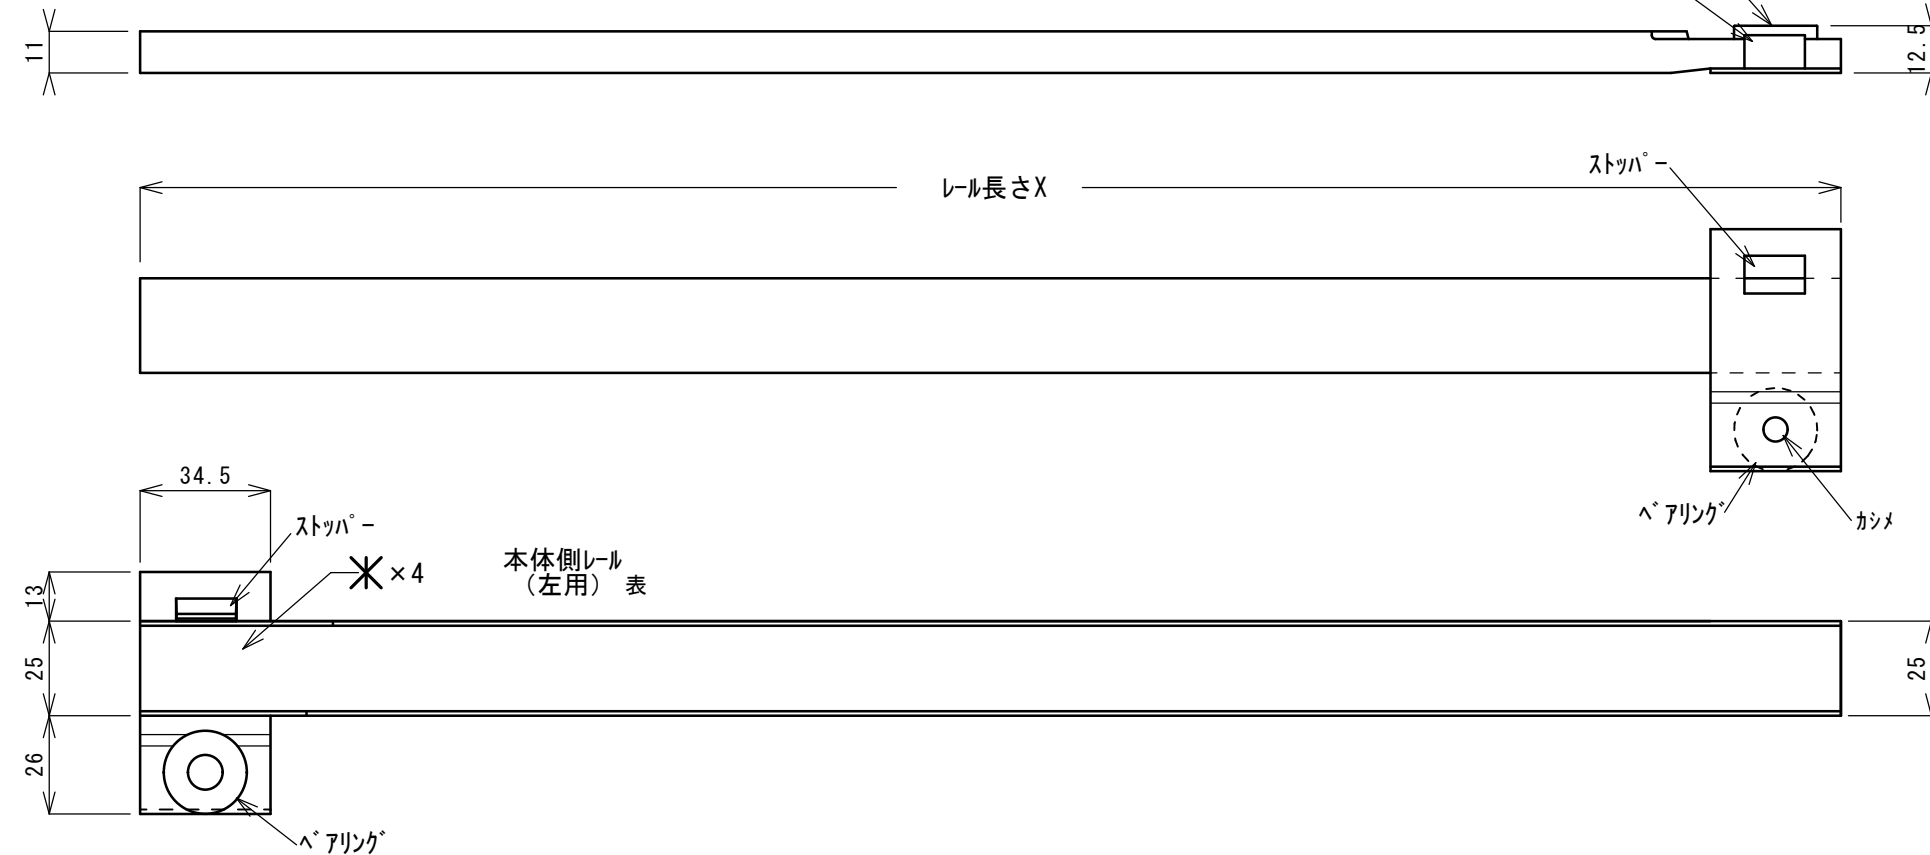 11
12.5
レール長さX
ストッパー
ベアリング
カシメ
34.5
ストッパー
×4
本体側レール
(左用) 表
13
25
26
25
ベアリング